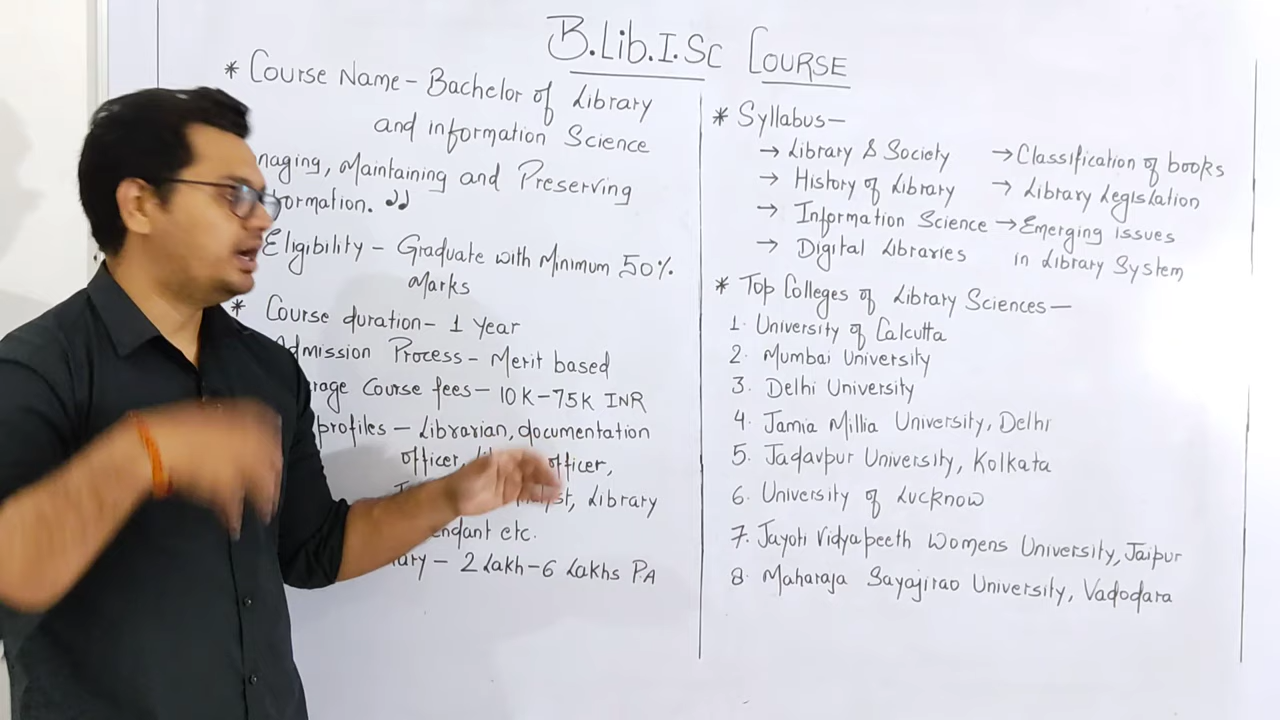 B.Lib.I.Sc COURSE
* Course Name - Bachelor of Library
and information Science
naging, Maintaining and Preserving
formation. ”
Eligibility - Graduate with Minimum 50%
Marks
* Course duration - 1 Year
Admission Process - Merit based
rage Course fees - 10K-75K INR
profiles - Librarian, documentation
officer, officer,
Library
endant etc.
ary - 2 Lakh-6 Lakhs P.A
* Syllabus-
→ Library & Society
→ History of Library
→ Information Science
→ Digital Libraries
→ Classification of books
→ Library Legislation
→ Emerging issues
in Library System
* Top Colleges of Library Sciences-
1. University of Calcutta
2. Mumbai University
3. Delhi University
4. Jamia Millia University, Delhi
5. Jadavpur University, Kolkata
6. University of Lucknow
7. Jayoti Vidyapeeth Womens University, Jaipur
8. Maharaja Sayajirao University, Vadodara